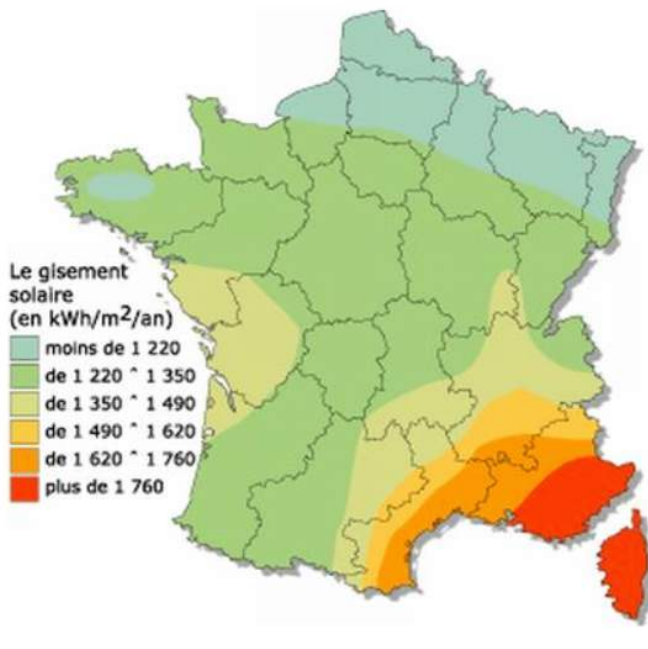 Le gisement
solaire
(en kWh/m2/an)
moins de 1 220
de 1 220 ˆ 1 350
de 1 350 ˆ 1 490
de 1 490 ˆ 1 620
de 1 620 ˆ 1 760
plus de 1 760